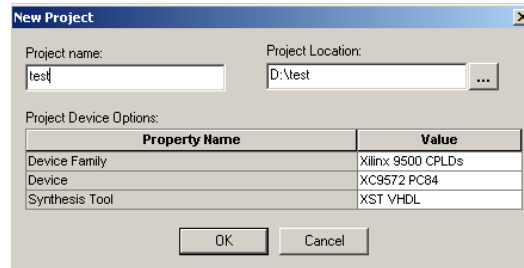 New Project
Project name:
Project Location:
test
D:\test
...
Project Device Options:
Property Name Value
Device Family Xilinx 9500 CPLDs
Device XC9572 PC84
Synthesis Tool XST VHDL
OK Cancel